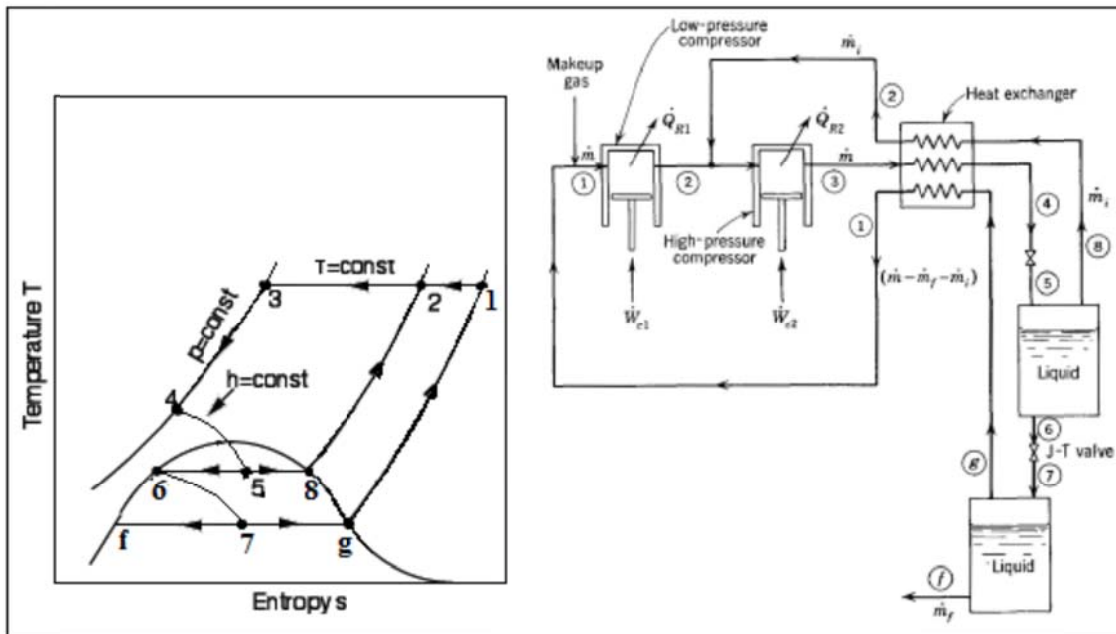 Temperature T
T=const
3
2
1
p=const
h=const
4
6
5
8
f
7
g
Entropy s
Low-pressure
compressor
Makeup
gas
ṁ
1
Q̇R1
2
ṁi
Q̇R2
ṁ
3
2
Heat exchanger
High-pressure
compressor
Ẇc1
Ẇc2
1
(ṁ − ṁf − ṁi)
4
ṁi
8
5
Liquid
6
J-T valve
7
g
Liquid
f
ṁf